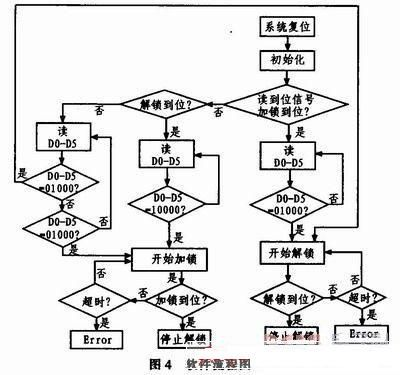 系统复位
初始化
读到位信号
加锁到位?
否
解锁到位?
否
是
是
读
D0-D5
读
D0-D5
读
D0-D5
是
D0-D5
=01000?
否
D0-D5
=10000?
D0-D5
=01000?
D0-D5
=01000?
否
是
是
是
开始加锁
开始解锁
否
超时?
否
加锁到位?
解锁到位?
否
超时?
否
是
是
是
是
Error
停止解锁
停止解锁
Error
图 4 软件流程图